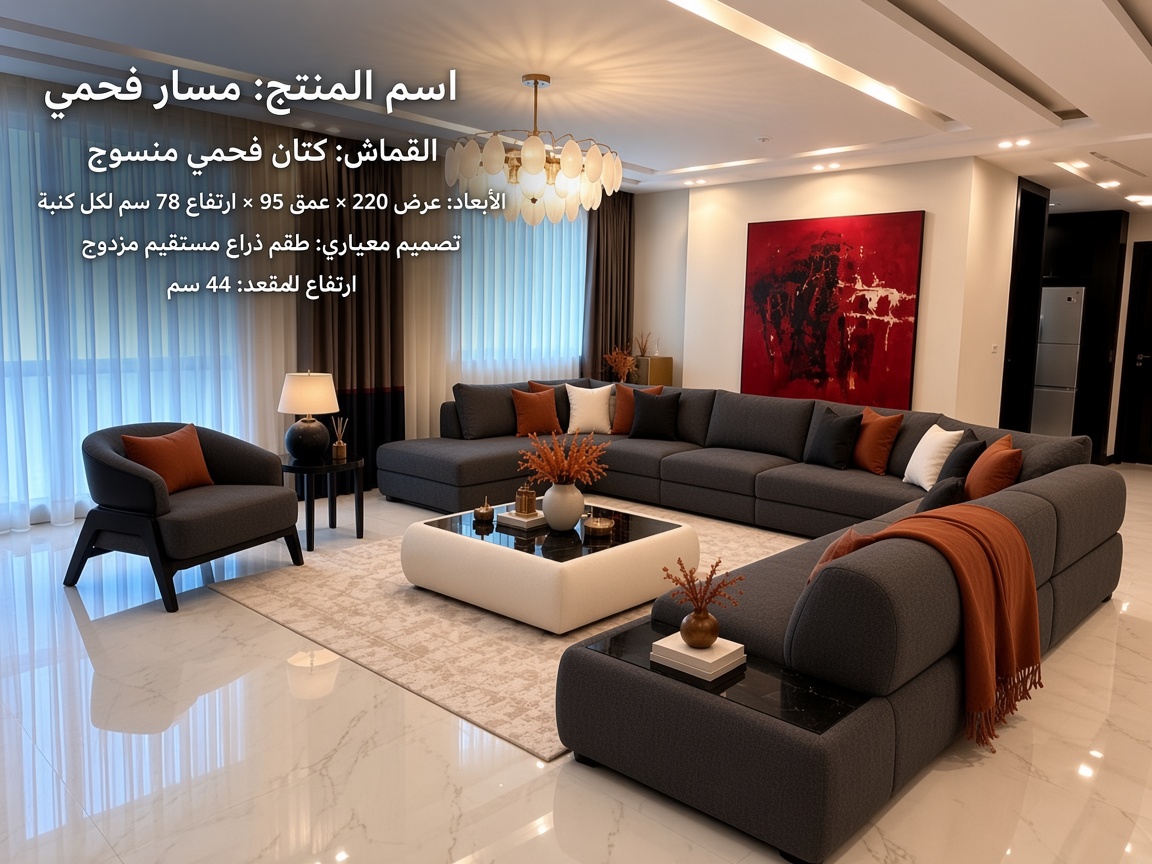 اسم المنتج: مسار فحمي
القماش: كتان فحمي منسوج
الأبعاد: عرض 220 × عمق 95 × ارتفاع 78 سم لكل كنبة
تصميم معياري: طقم ذراع مستقيم مزدوج
ارتفاع المقعد: 44 سم